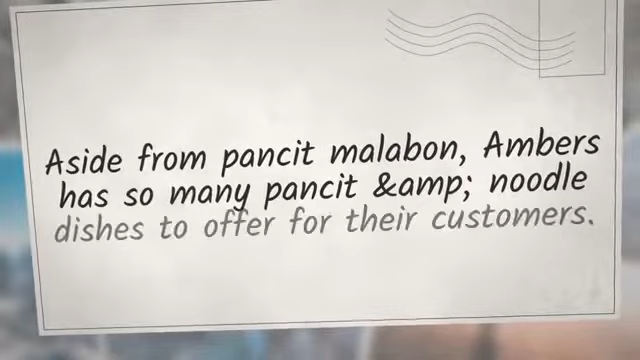 Aside from pancit malabon, Ambers
has so many pancit &amp; noodle
dishes to offer for their customers.